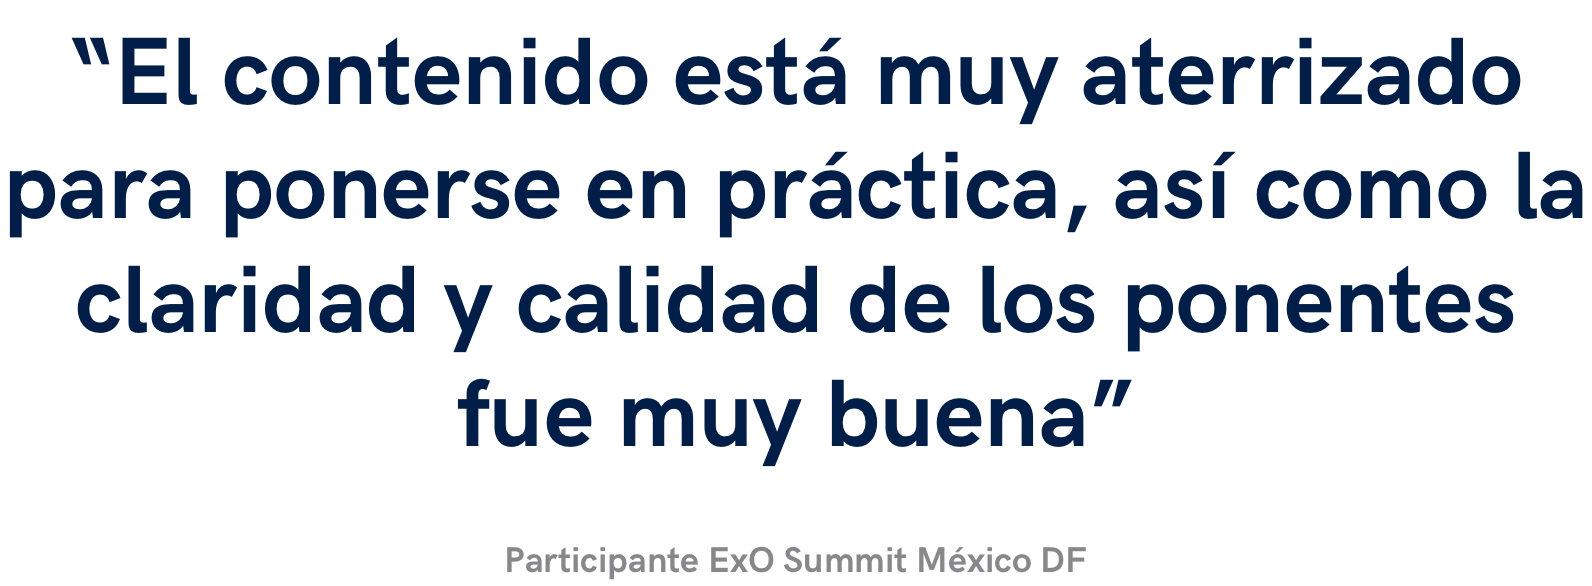 “El contenido está muy aterrizado
para ponerse en práctica, así como la
claridad y calidad de los ponentes
fue muy buena”
Participante ExO Summit México DF